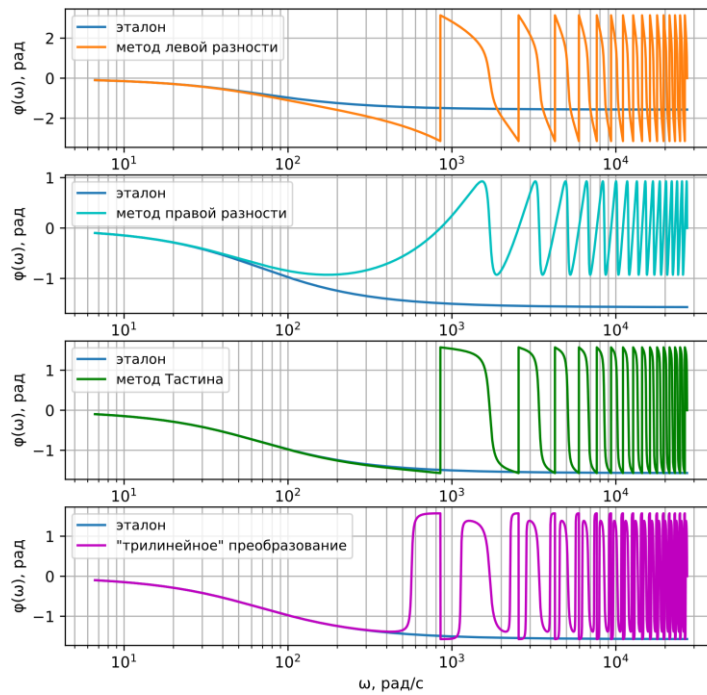 φ(ω), рад
2
0
−2
эталон
метод левой разности
10¹ 10² 10³ 10⁴
φ(ω), рад
1
0
−1
эталон
метод правой разности
10¹ 10² 10³ 10⁴
φ(ω), рад
1
0
−1
эталон
метод Тастина
10¹ 10² 10³ 10⁴
φ(ω), рад
1
0
−1
эталон
"трилинейное" преобразование
10¹ 10² 10³ 10⁴
ω, рад/с